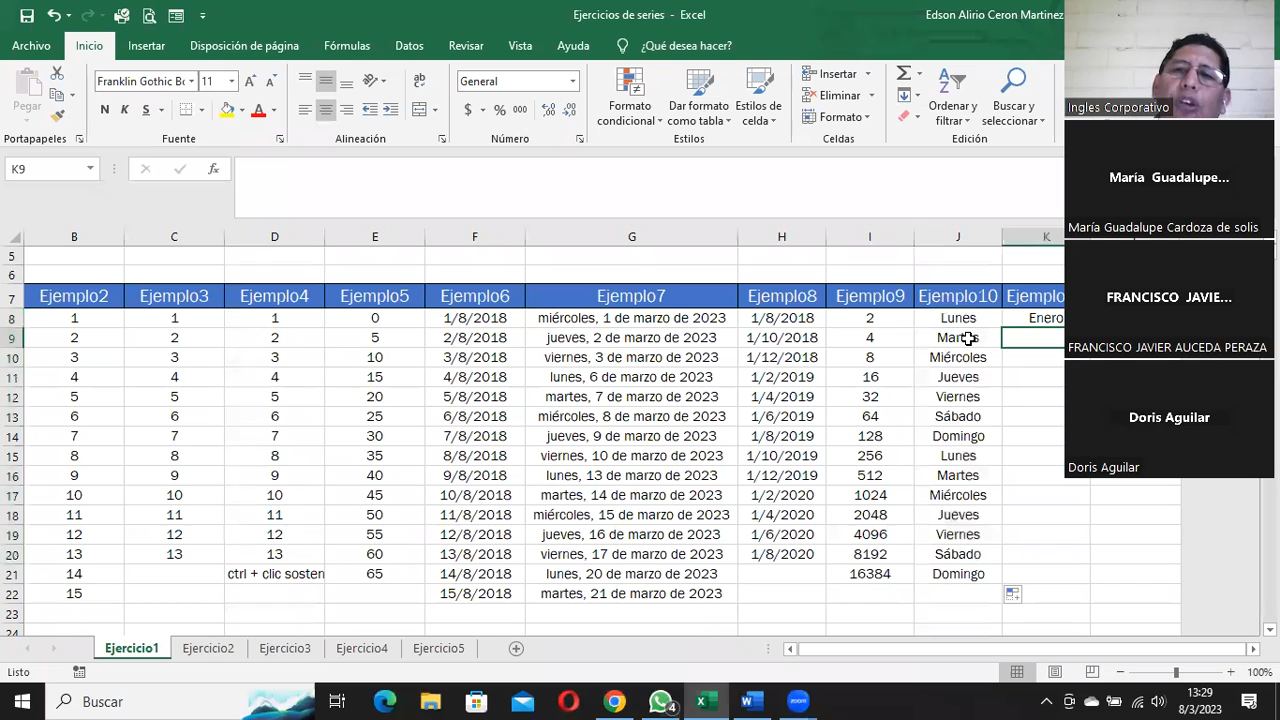 Ejercicios de series - Excel
Edson Alirio Ceron Martinez
Archivo Inicio Insertar Disposición de página Fórmulas Datos Revisar Vista Ayuda ¿Qué desea hacer?
Pegar
Franklin Gothic Bo 11
N K S
General
$ % 000
Formato condicional
Dar formato como tabla
Estilos de celda
Insertar
Eliminar
Formato
Ordenar y filtrar
Buscar y seleccionar
Portapapeles Fuente Alineación Número Estilos Celdas Edición
K9 fx
B C D E F G H I J K
5
6
7 Ejemplo2 Ejemplo3 Ejemplo4 Ejemplo5 Ejemplo6 Ejemplo7 Ejemplo8 Ejemplo9 Ejemplo10 Ejemplo
8 1 1 1 0 1/8/2018 miércoles, 1 de marzo de 2023 1/8/2018 2 Lunes Enero
9 2 2 2 5 2/8/2018 jueves, 2 de marzo de 2023 1/10/2018 4 Martes
10 3 3 3 10 3/8/2018 viernes, 3 de marzo de 2023 1/12/2018 8 Miércoles
11 4 4 4 15 4/8/2018 lunes, 6 de marzo de 2023 1/2/2019 16 Jueves
12 5 5 5 20 5/8/2018 martes, 7 de marzo de 2023 1/4/2019 32 Viernes
13 6 6 6 25 6/8/2018 miércoles, 8 de marzo de 2023 1/6/2019 64 Sábado
14 7 7 7 30 7/8/2018 jueves, 9 de marzo de 2023 1/8/2019 128 Domingo
15 8 8 8 35 8/8/2018 viernes, 10 de marzo de 2023 1/10/2019 256 Lunes
16 9 9 9 40 9/8/2018 lunes, 13 de marzo de 2023 1/12/2019 512 Martes
17 10 10 10 45 10/8/2018 martes, 14 de marzo de 2023 1/2/2020 1024 Miércoles
18 11 11 11 50 11/8/2018 miércoles, 15 de marzo de 2023 1/4/2020 2048 Jueves
19 12 12 12 55 12/8/2018 jueves, 16 de marzo de 2023 1/6/2020 4096 Viernes
20 13 13 13 60 13/8/2018 viernes, 17 de marzo de 2023 1/8/2020 8192 Sábado
21 14 ctrl + clic sosten 65 14/8/2018 lunes, 20 de marzo de 2023 16384 Domingo
22 15 15/8/2018 martes, 21 de marzo de 2023
23
24
Ingles Corporativo
María Guadalupe...
María Guadalupe Cardoza de solis
FRANCISCO JAVIE...
FRANCISCO JAVIER AUCEDA PERAZA
Doris Aguilar
Doris Aguilar
Ejercicio1 Ejercicio2 Ejercicio3 Ejercicio4 Ejercicio5
Listo 100%
Buscar 4 13:29
8/3/2023